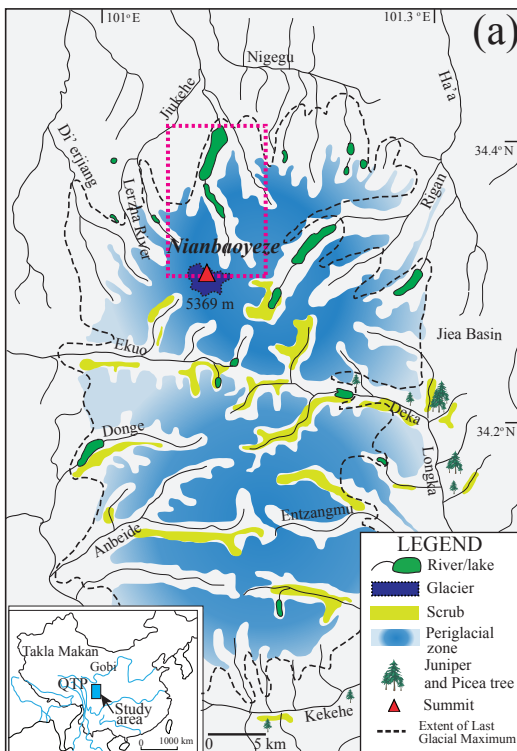 101°E
101.3 °E
(a)
Nigegu
Ha'a
Jiukehe
Di' erjiang
34.4°N
Lerzha River
Rigan
Nianbaoyeze
5369 m
Jiea Basin
Ekuo
Deka
34.2°N
Donge
Longka
Entzangmu
Anbeide
LEGEND
River/lake
Glacier
Scrub
Periglacial
zone
Juniper
and Picea tree
Summit
Extent of Last
Glacial Maximum
Takla Makan
Gobi
QTP
Study
area
0 1000 km
Kekehe
0 5 km